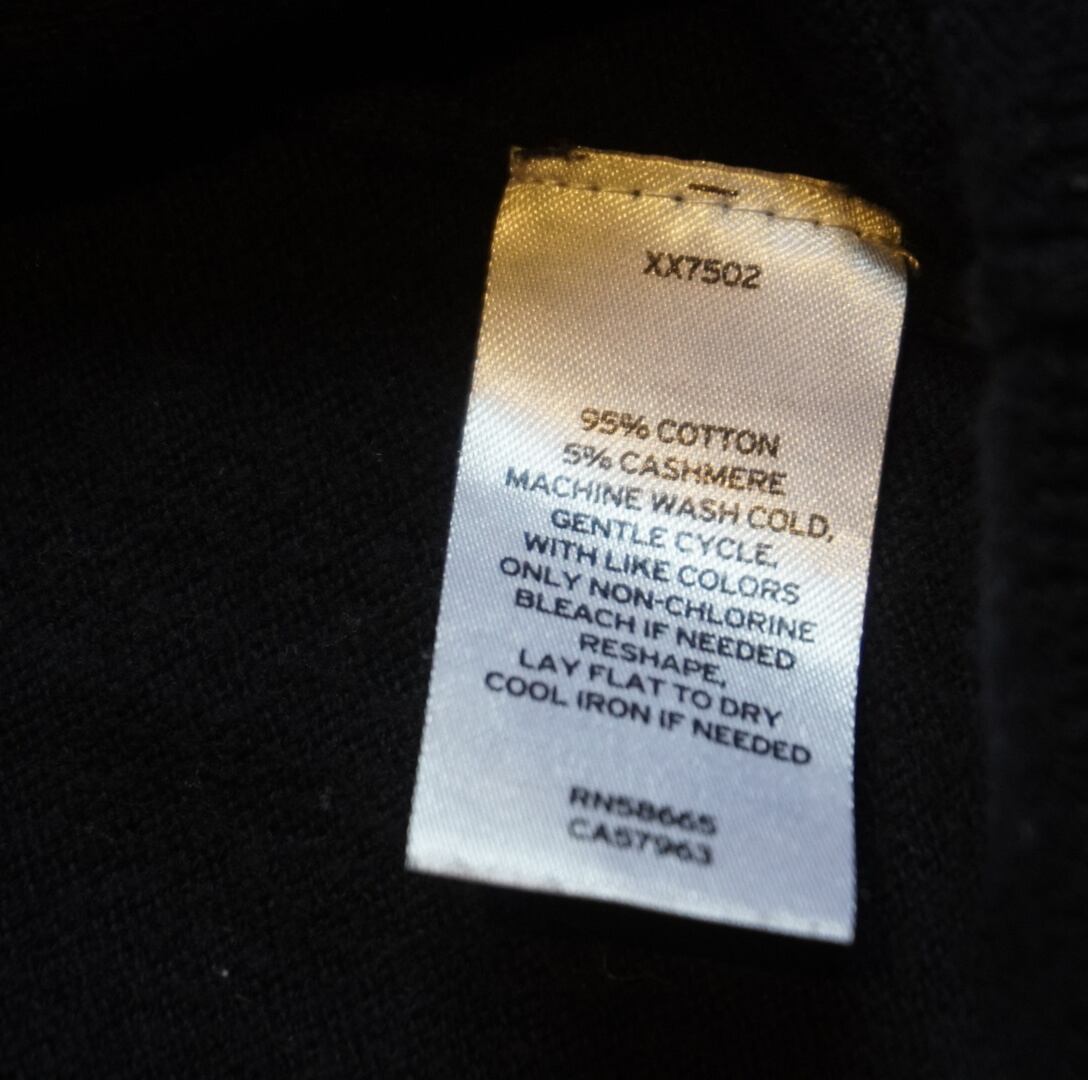 XX7502
95% COTTON
5% CASHMERE
MACHINE WASH COLD,
GENTLE CYCLE,
WITH LIKE COLORS
ONLY NON-CHLORINE
BLEACH IF NEEDED
RESHAPE,
LAY FLAT TO DRY
COOL IRON IF NEEDED
RN58665
CA57963